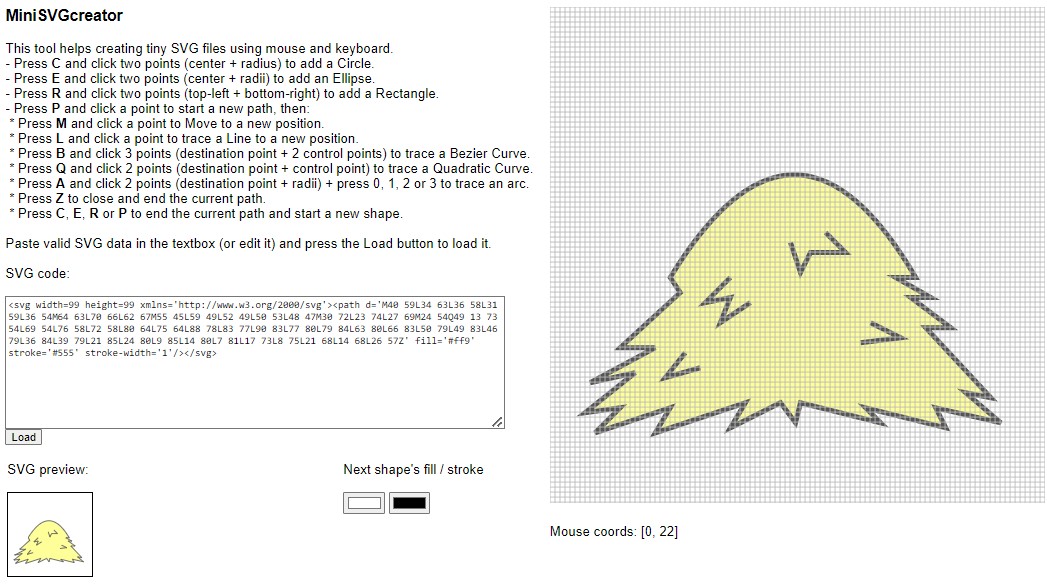 MiniSVGcreator
This tool helps creating tiny SVG files using mouse and keyboard.
- Press C and click two points (center + radius) to add a Circle.
- Press E and click two points (center + radii) to add an Ellipse.
- Press R and click two points (top-left + bottom-right) to add a Rectangle.
- Press P and click a point to start a new path, then:
* Press M and click a point to Move to a new position.
* Press L and click a point to trace a Line to a new position.
* Press B and click 3 points (destination point + 2 control points) to trace a Bezier Curve.
* Press Q and click 2 points (destination point + control point) to trace a Quadratic Curve.
* Press A and click 2 points (destination point + radii) + press 0, 1, 2 or 3 to trace an arc.
* Press Z to close and end the current path.
* Press C, E, R or P to end the current path and start a new shape.
Paste valid SVG data in the textbox (or edit it) and press the Load button to load it.
SVG code:
<svg width=99 height=99 xmlns='http://www.w3.org/2000/svg'><path d='M40 59L34 63L36 58L31
59L36 54M64 63L70 66L62 67M55 45L59 49L52 49L50 53L48 47M30 72L23 74L27 69M24 54Q49 13 73
54L69 54L76 58L72 58L80 64L75 64L88 78L83 77L90 83L77 80L79 84L63 80L66 83L50 79L49 83L46
79L36 84L39 79L21 85L24 80L9 85L14 80L7 81L17 73L8 75L21 68L14 68L26 57Z' fill='#ff9'
stroke='#555' stroke-width='1'/></svg>
Load
SVG preview:
Next shape's fill / stroke
Mouse coords: [0, 22]